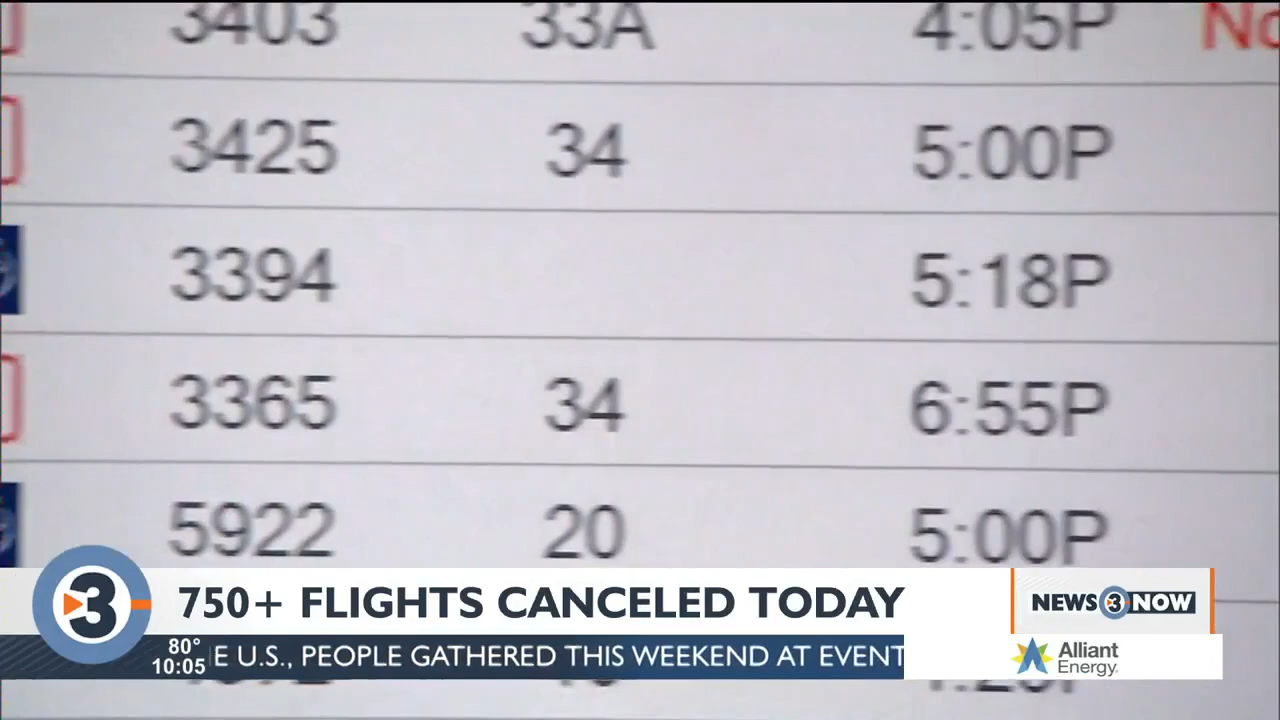 3403 33A 4:05P No
3425 34 5:00P
3394 5:18P
3365 34 6:55P
5922 20 5:00P
3 750+ FLIGHTS CANCELED TODAY NEWS 3 NOW
80°
10:05 E U.S., PEOPLE GATHERED THIS WEEKEND AT EVENT
Alliant
Energy